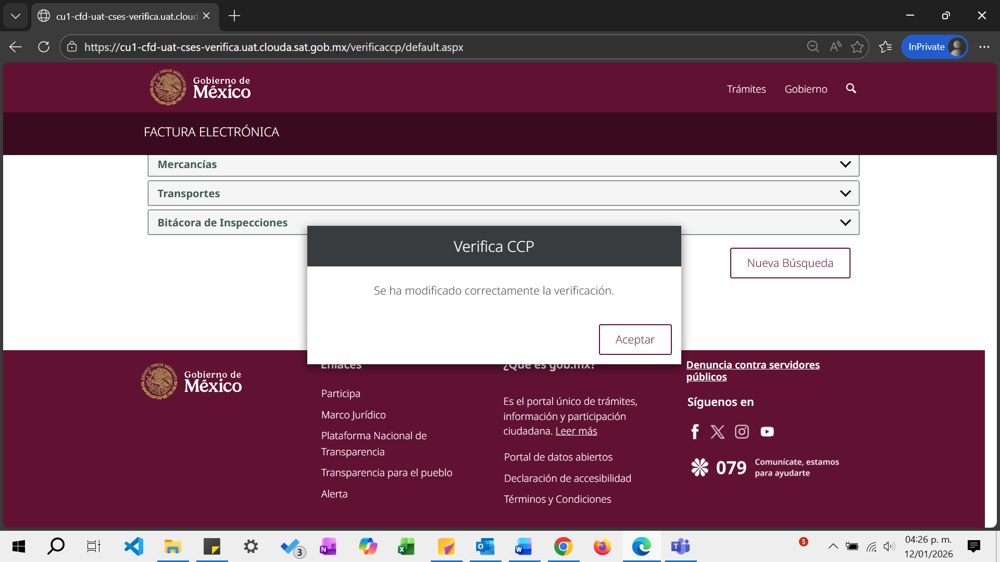 cu1-cfd-uat-cses-verifica.uat.cloud
https://cu1-cfd-uat-cses-verifica.uat.clouda.sat.gob.mx/verificaccp/default.aspx
InPrivate
Gobierno de
México
Trámites
Gobierno
FACTURA ELECTRÓNICA
Mercancías
Transportes
Bitácora de Inspecciones
Verifica CCP
Se ha modificado correctamente la verificación.
Aceptar
Nueva Búsqueda
Gobierno de
México
Enlaces
Participa
Marco Jurídico
Plataforma Nacional de
Transparencia
Transparencia para el pueblo
Alerta
¿Qué es gob.mx?
Es el portal único de trámites,
información y participación
ciudadana. Leer más
Portal de datos abiertos
Declaración de accesibilidad
Términos y Condiciones
Denuncia contra servidores
públicos
Síguenos en
079
Comunícate, estamos
para ayudarte
3
5
04:26 p. m.
12/01/2026